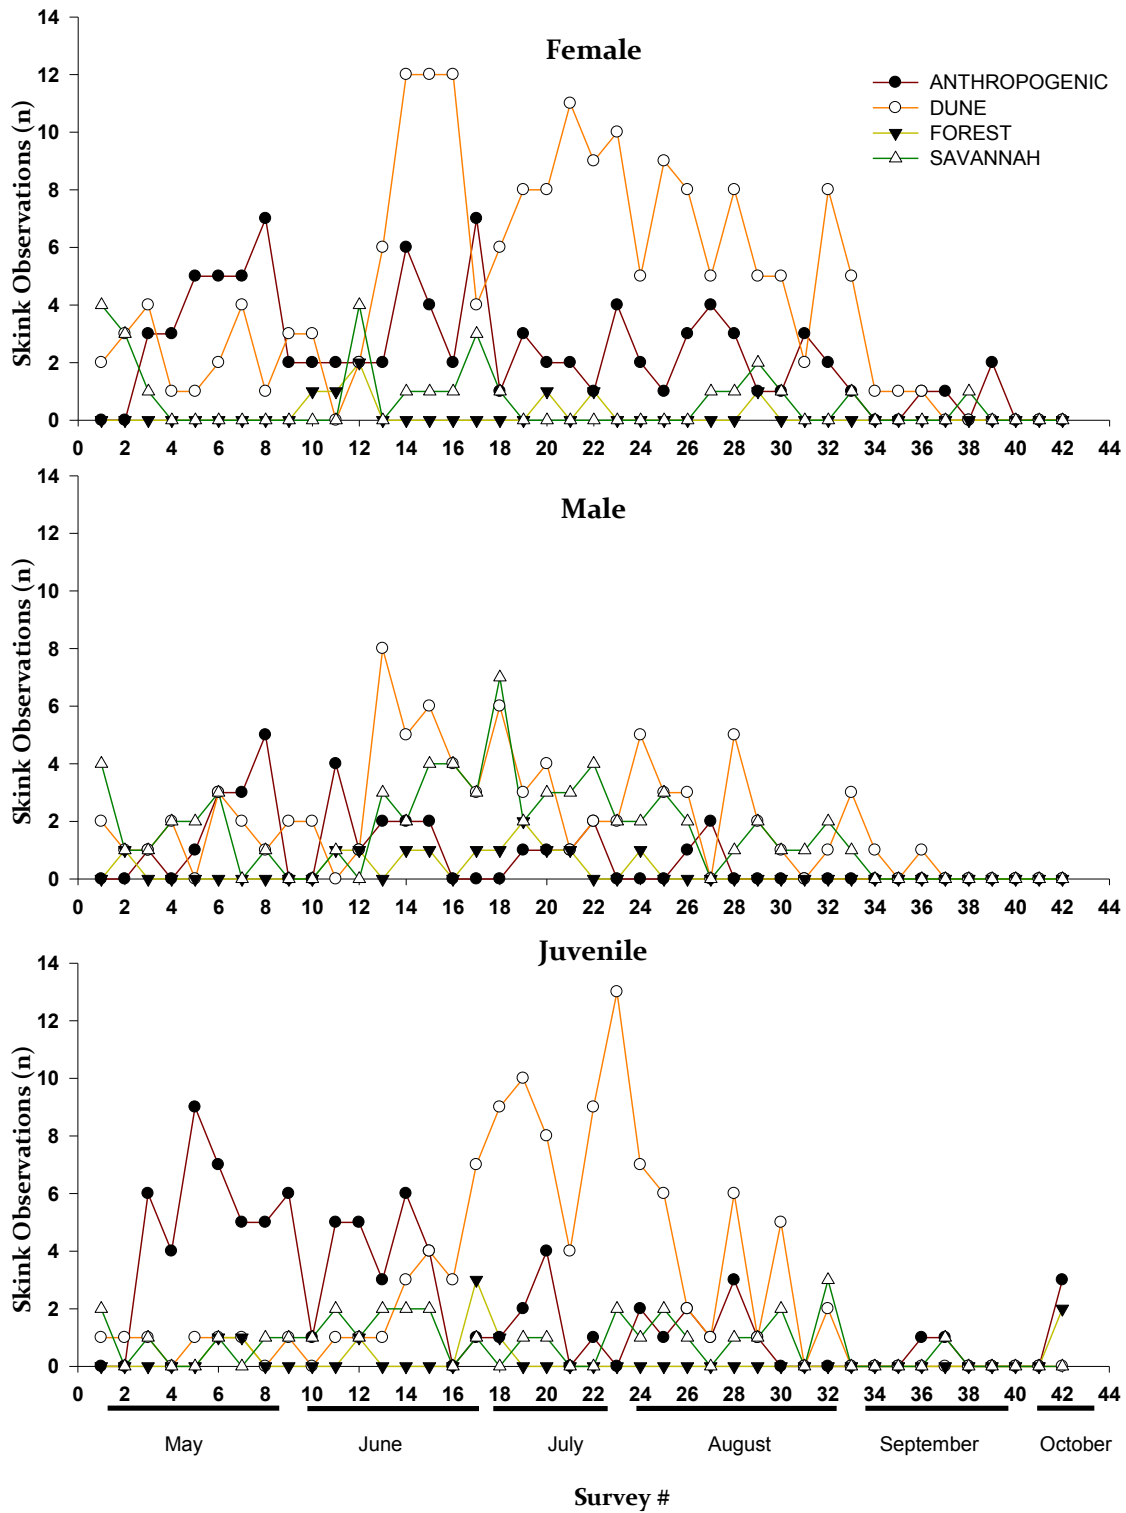 Female
Skink Observations (n)
14
12
10
8
6
4
2
0
ANTHROPOGENIC
DUNE
FOREST
SAVANNAH
0 2 4 6 8 10 12 14 16 18 20 22 24 26 28 30 32 34 36 38 40 42 44
Male
Skink Observations (n)
14
12
10
8
6
4
2
0
0 2 4 6 8 10 12 14 16 18 20 22 24 26 28 30 32 34 36 38 40 42 44
Juvenile
Skink Observations (n)
14
12
10
8
6
4
2
0
0 2 4 6 8 10 12 14 16 18 20 22 24 26 28 30 32 34 36 38 40 42 44
May June July August September October
Survey #